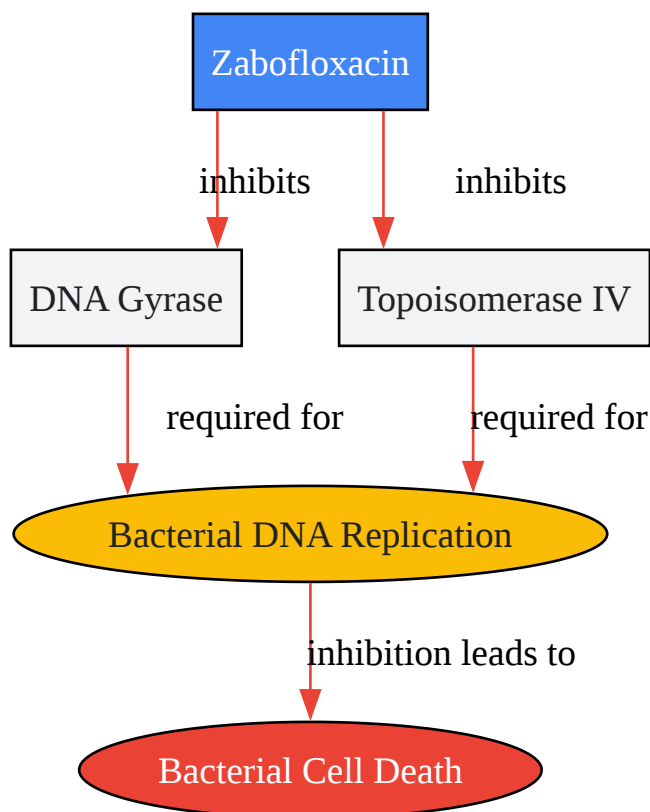 Zabofloxacin
inhibits
inhibits
DNA Gyrase
Topoisomerase IV
required for
required for
Bacterial DNA Replication
inhibition leads to
Bacterial Cell Death